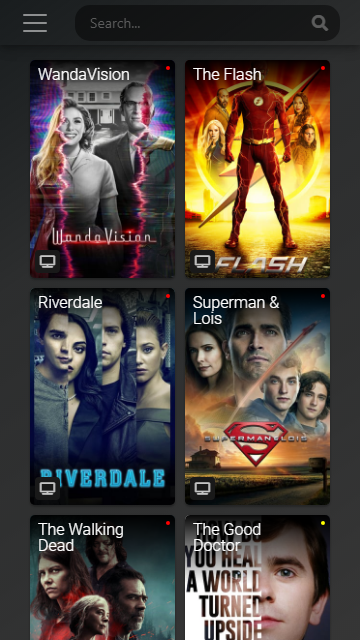 Search...
WandaVision
WandaVision
The Flash
FLASH
Riverdale
RIVERDALE
Superman &
Lois
SUPERMAN & LOIS
The Walking
Dead
The Good
Doctor
YOU HEAL
A WORLD
TURNED
UPSIDE